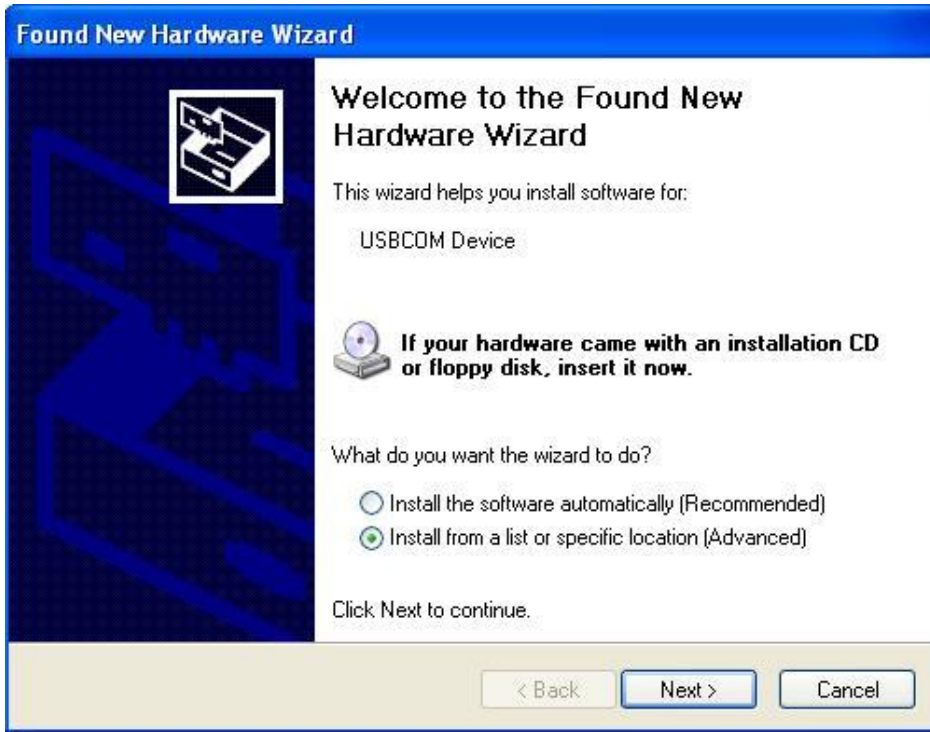 Found New Hardware Wizard
Welcome to the Found New
Hardware Wizard
This wizard helps you install software for:
USBCOM Device
If your hardware came with an installation CD
or floppy disk, insert it now.
What do you want the wizard to do?
Install the software automatically (Recommended)
Install from a list or specific location (Advanced)
Click Next to continue.
< Back Next > Cancel